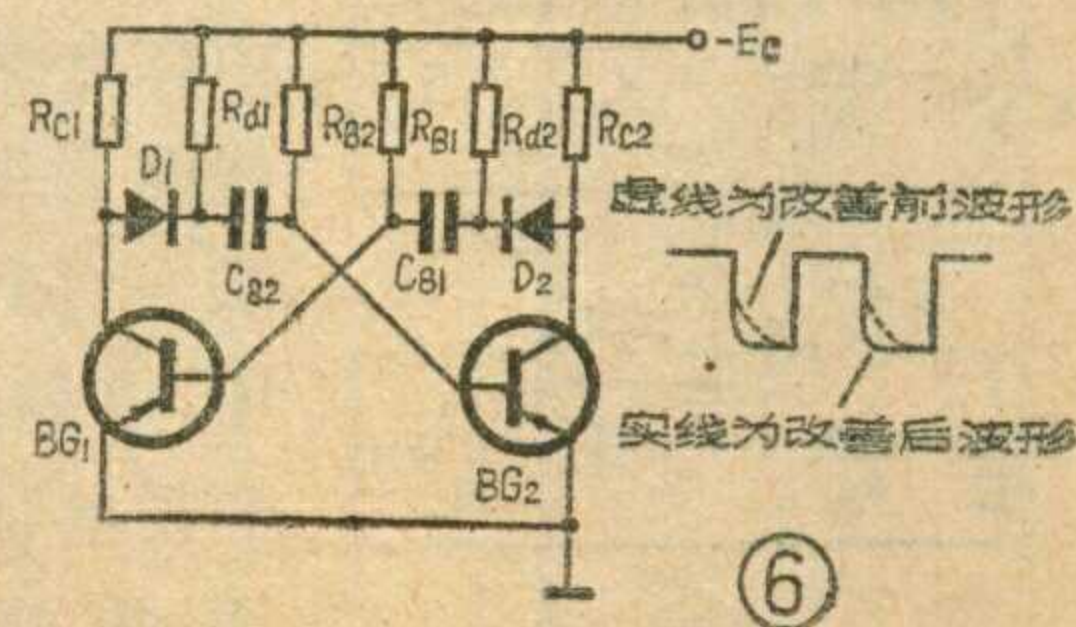 -EC
RC1
Rd1
RB2
RB1
Rd2
RC2
D1
CB2
CB1
D2
虚线为改善前波形
实线为改善后波形
BG1
BG2
⑥